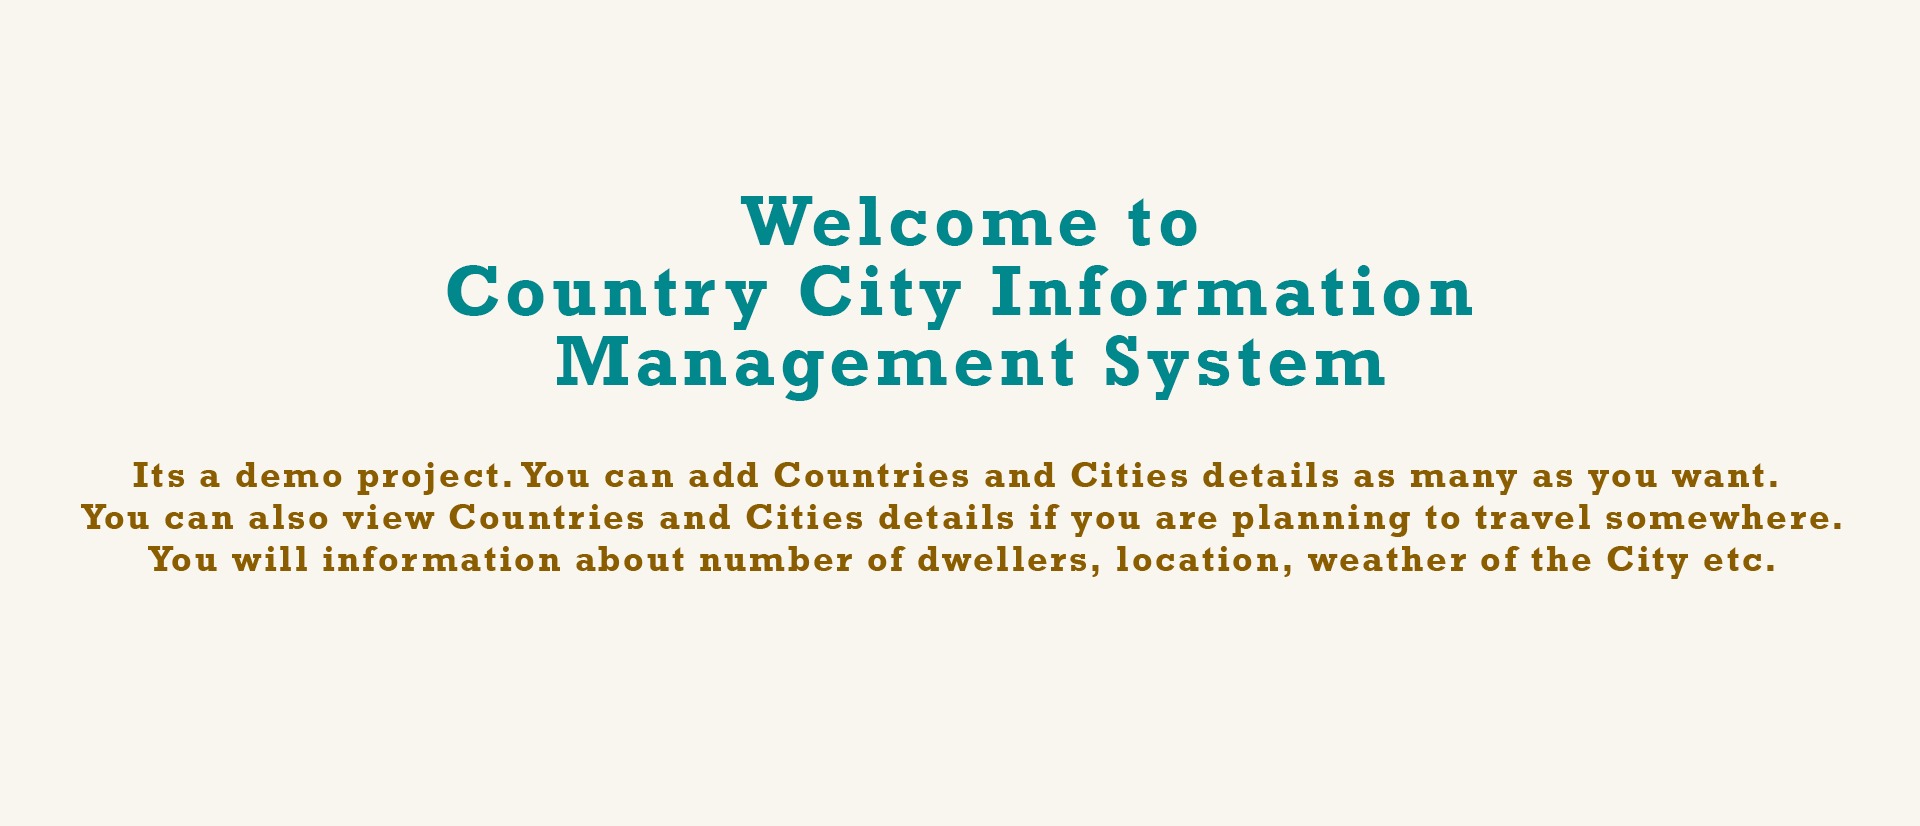 Welcome to
Country City Information
Management System
Its a demo project. You can add Countries and Cities details as many as you want.
You can also view Countries and Cities details if you are planning to travel somewhere.
You will information about number of dwellers, location, weather of the City etc.